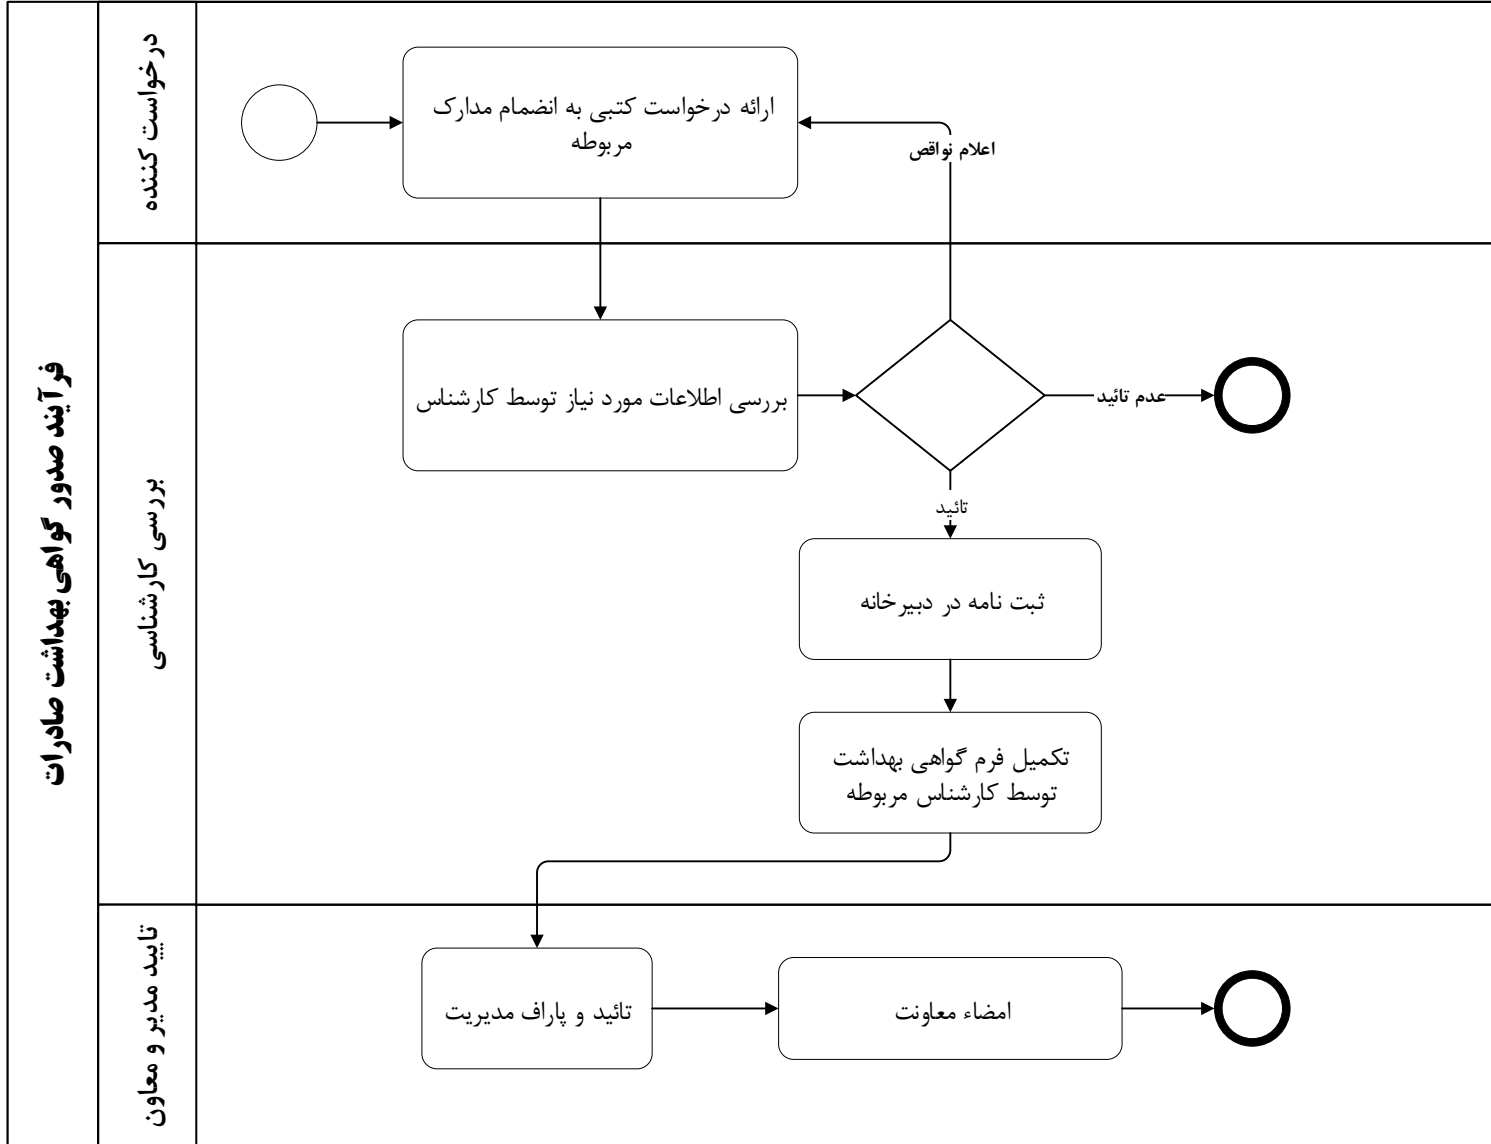 فرآیند صدور گواهی بهداشت صادرات
درخواست کننده
ارائه درخواست کتبی به انضمام مدارک
مربوطه
اعلام نواقص
بررسی کارشناسی
بررسی اطلاعات مورد نیاز توسط کارشناس
عدم تائید
تائید
ثبت نامه در دبیرخانه
تکمیل فرم گواهی بهداشت
توسط کارشناس مربوطه
تایید مدیر و معاون
تائید و پاراف مدیریت
امضاء معاونت